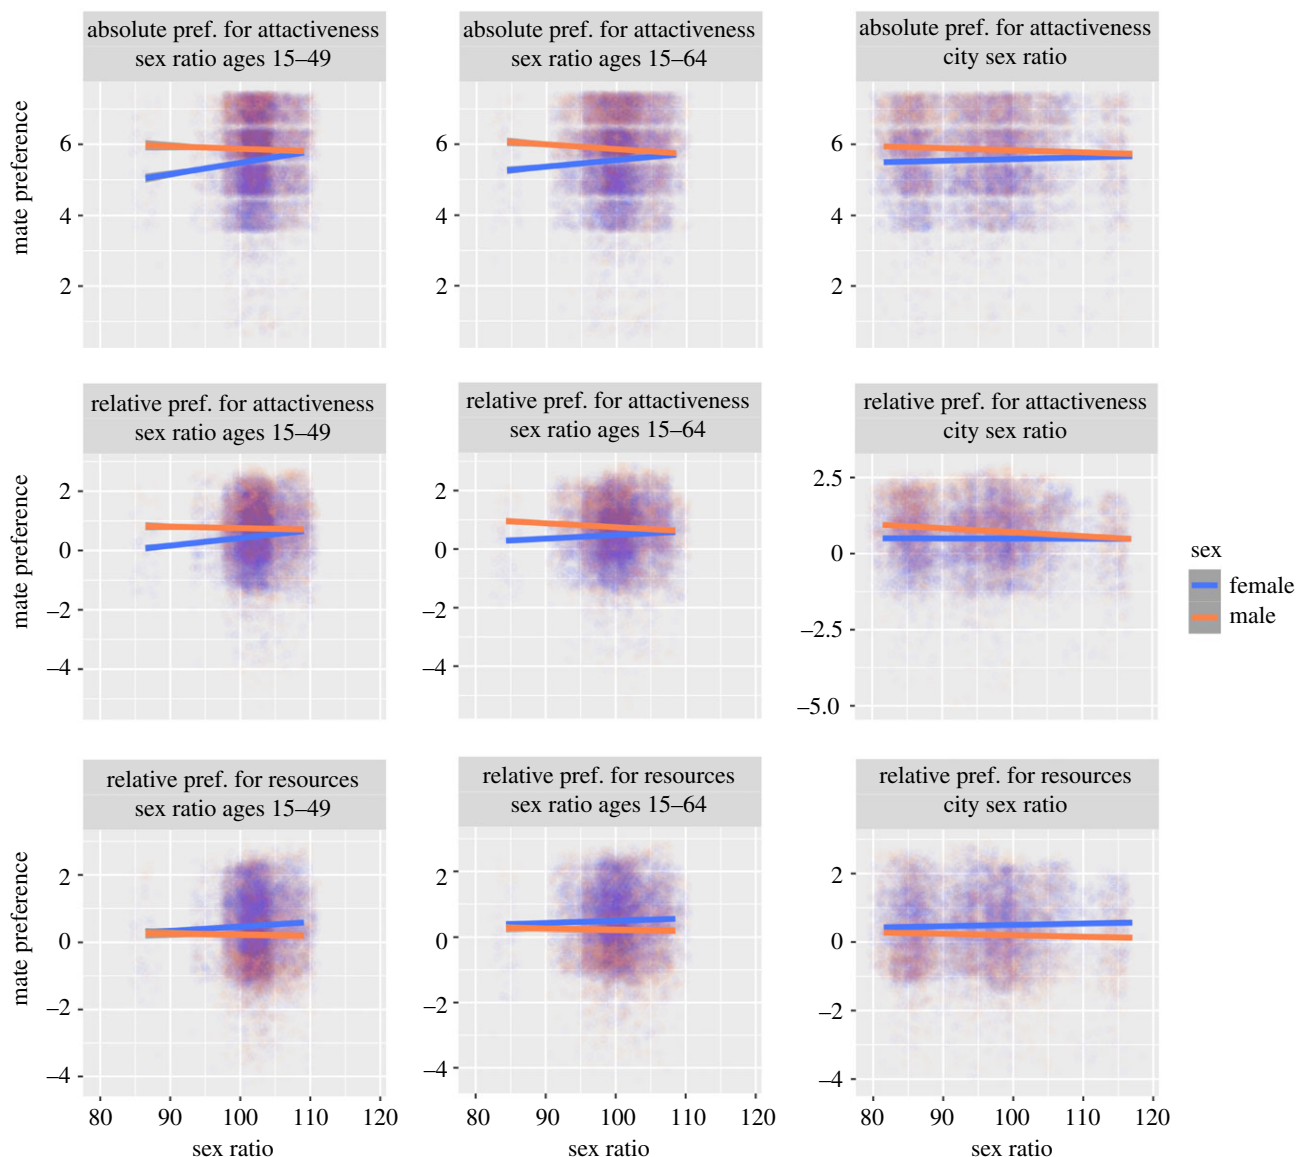 absolute pref. for attactiveness
sex ratio ages 15–49
absolute pref. for attactiveness
sex ratio ages 15–64
absolute pref. for attactiveness
city sex ratio
mate preference
6
4
2
6
4
2
6
4
2
relative pref. for attactiveness
sex ratio ages 15–49
relative pref. for attactiveness
sex ratio ages 15–64
relative pref. for attactiveness
city sex ratio
mate preference
2
0
–2
–4
2
0
–2
–4
2.5
0
–2.5
–5.0
sex
female
male
relative pref. for resources
sex ratio ages 15–49
relative pref. for resources
sex ratio ages 15–64
relative pref. for resources
city sex ratio
mate preference
2
0
–2
–4
2
0
–2
–4
2
0
–2
–4
80 90 100 110 120
80 90 100 110 120
80 90 100 110 120
sex ratio
sex ratio
sex ratio